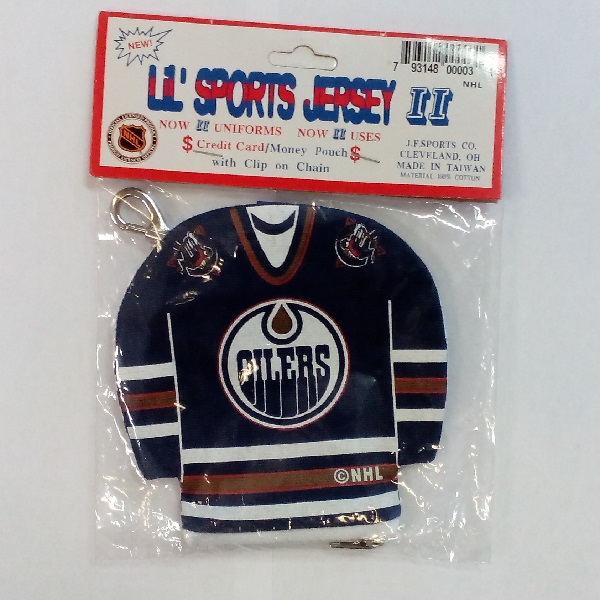 NEW!
7 93148 00003
NHL
LIL' SPORTS JERSEY II
NHL
NOW II UNIFORMS NOW II USES
$ Credit Card/Money Pouch $
with Clip on Chain
J.F.SPORTS CO.
CLEVELAND, OH
MADE IN TAIWAN
MATERIAL 100% COTTON
OILERS
©NHL